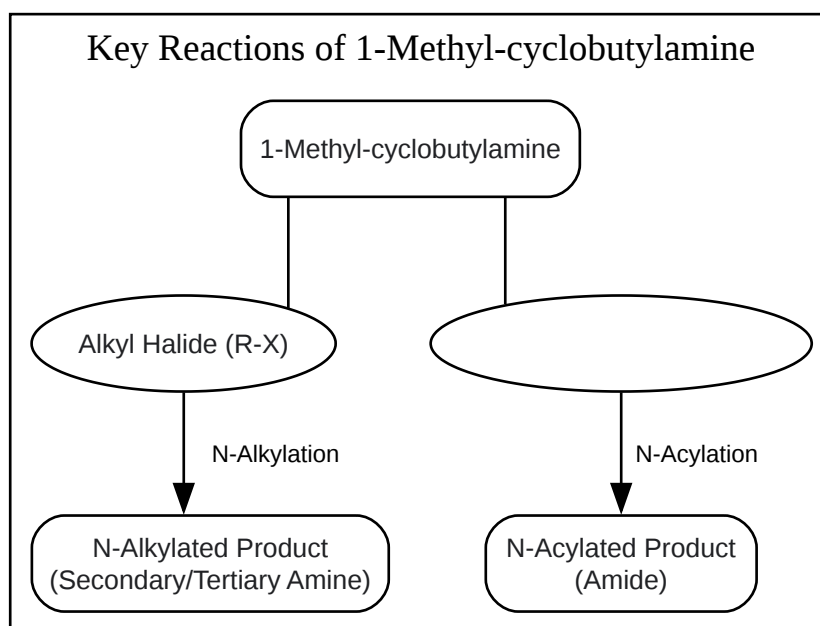 Key Reactions of 1-Methyl-cyclobutylamine
1-Methyl-cyclobutylamine
Alkyl Halide (R-X)
N-Alkylation
N-Acylation
N-Alkylated Product
(Secondary/Tertiary Amine)
N-Acylated Product
(Amide)